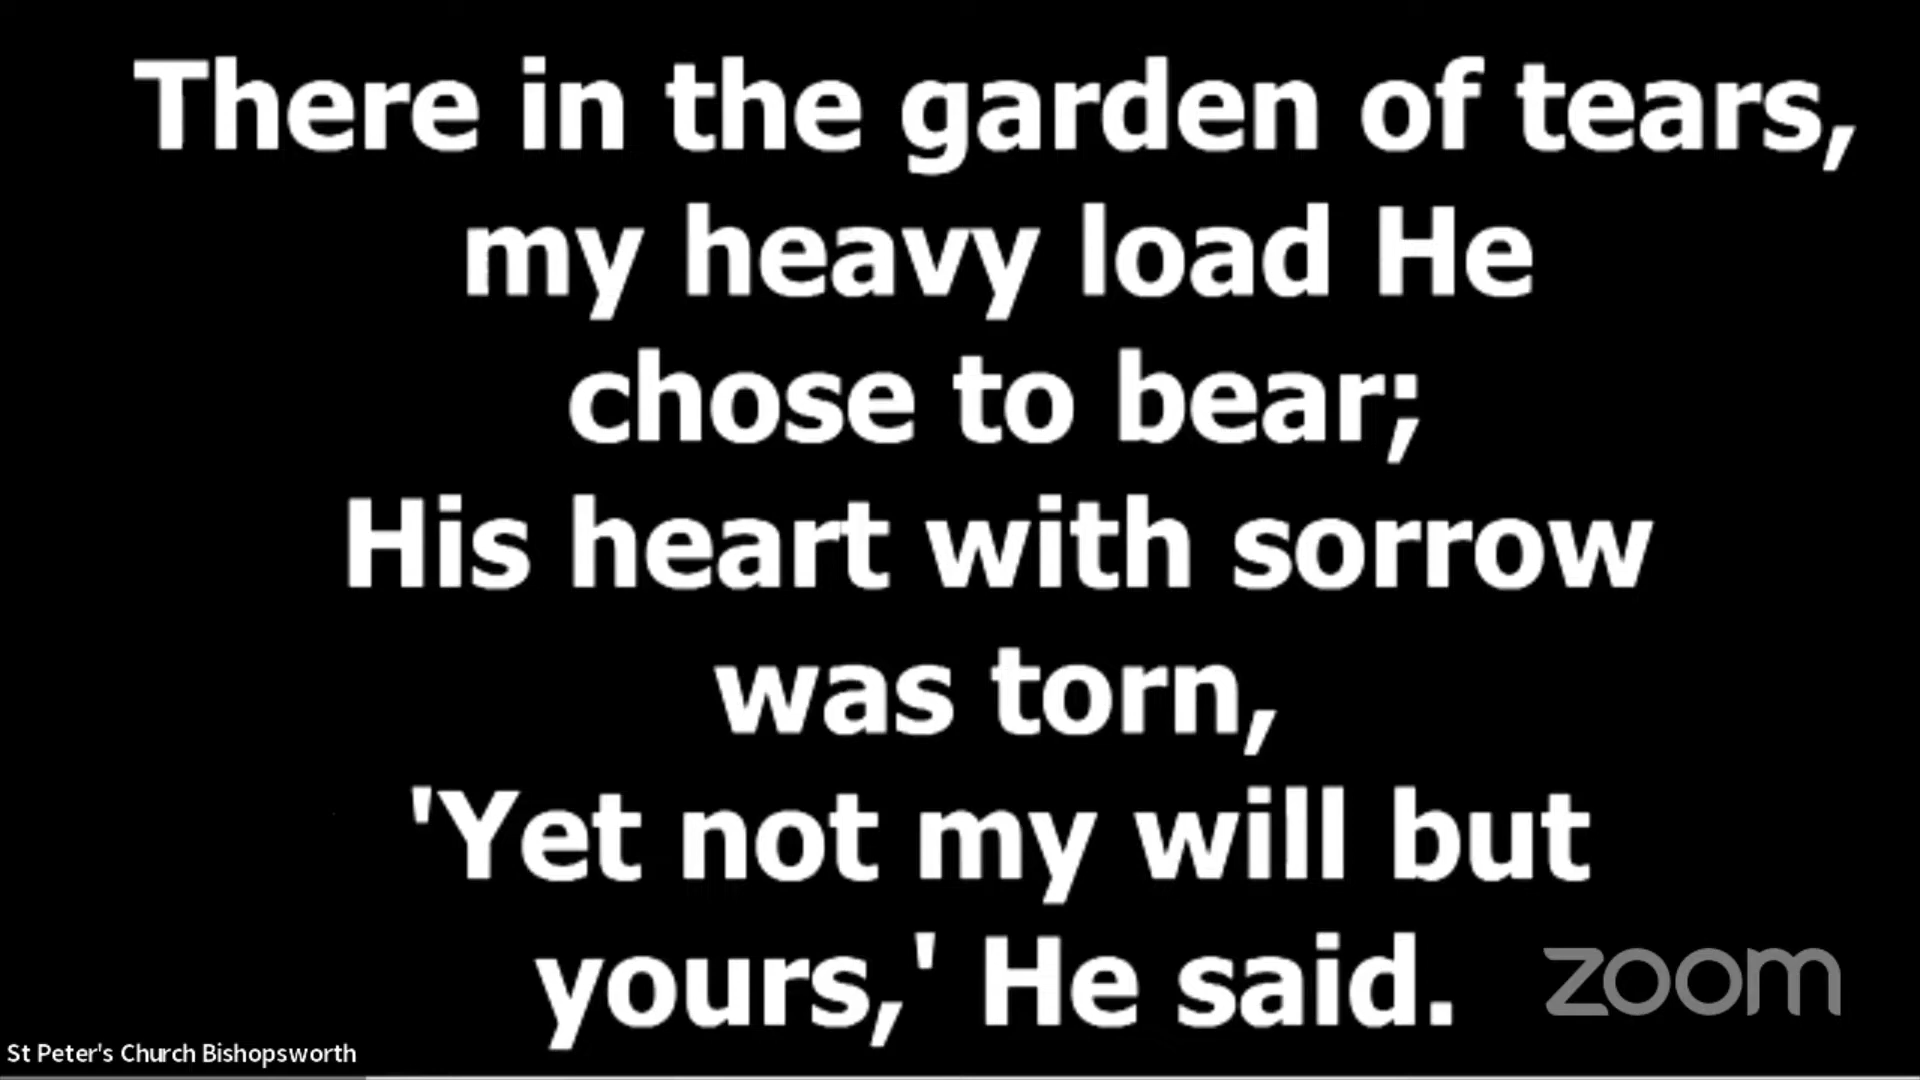 There in the garden of tears,
my heavy load He
chose to bear;
His heart with sorrow
was torn,
'Yet not my will but
yours,' He said.
zoom
St Peter's Church Bishopsworth